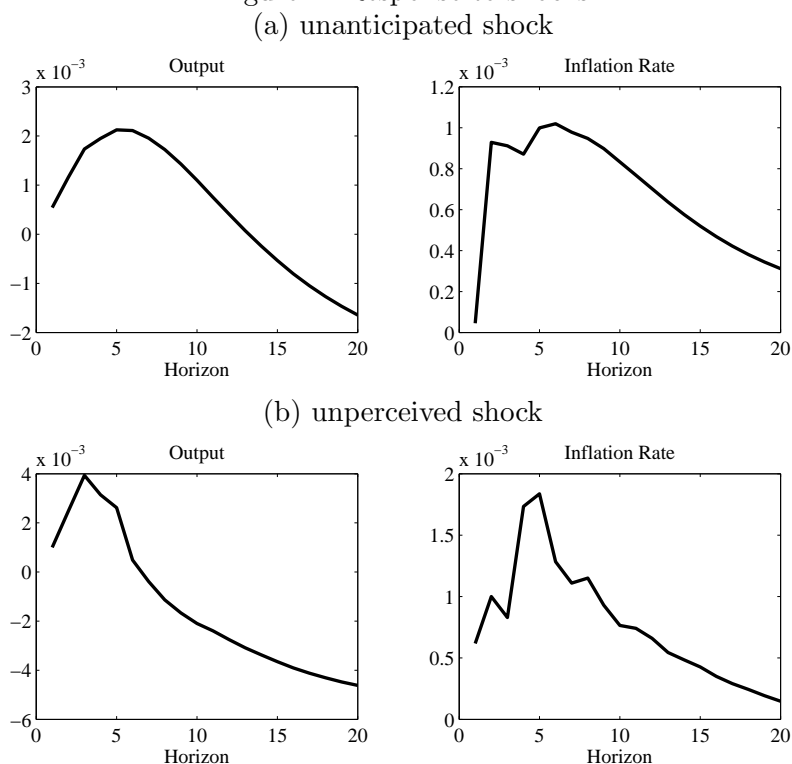 (a) unanticipated shock
x 10⁻³ Output
3
2
1
0
−1
−2
0 5 10 15 20
Horizon
x 10⁻³ Inflation Rate
1.2
1
0.8
0.6
0.4
0.2
0
0 5 10 15 20
Horizon
(b) unperceived shock
x 10⁻³ Output
4
2
0
−2
−4
−6
0 5 10 15 20
Horizon
x 10⁻³ Inflation Rate
2
1.5
1
0.5
0
0 5 10 15 20
Horizon